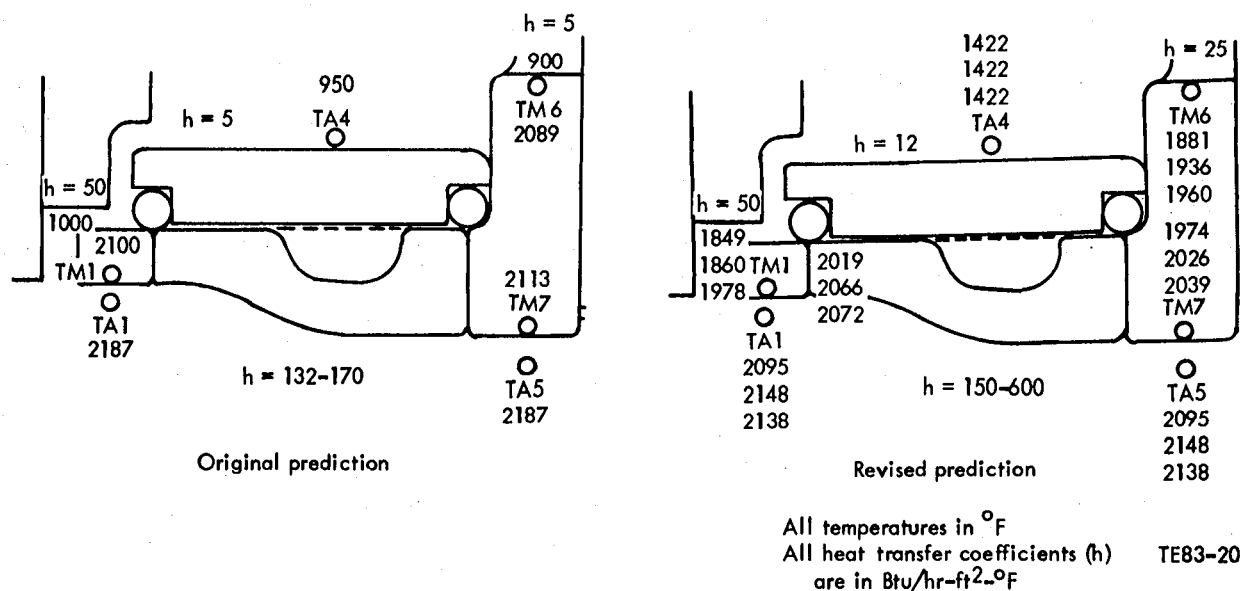 h = 5
900
950
TM6
2089
h = 5
TA4
h = 50
1000
2100
TM1
TA1
2187
2113
TM7
h = 132-170
TA5
2187
Original prediction
1422
1422
1422
TA4
h = 25
TM6
1881
1936
1960
1974
2026
2039
TM7
h = 12
h = 50
1849
1860 TM1
1978
2019
2066
2072
TA1
2095
2148
2138
h = 150-600
TA5
2095
2148
2138
Revised prediction
All temperatures in °F
All heat transfer coefficients (h)
are in Btu/hr-ft2-°F
TE83-20